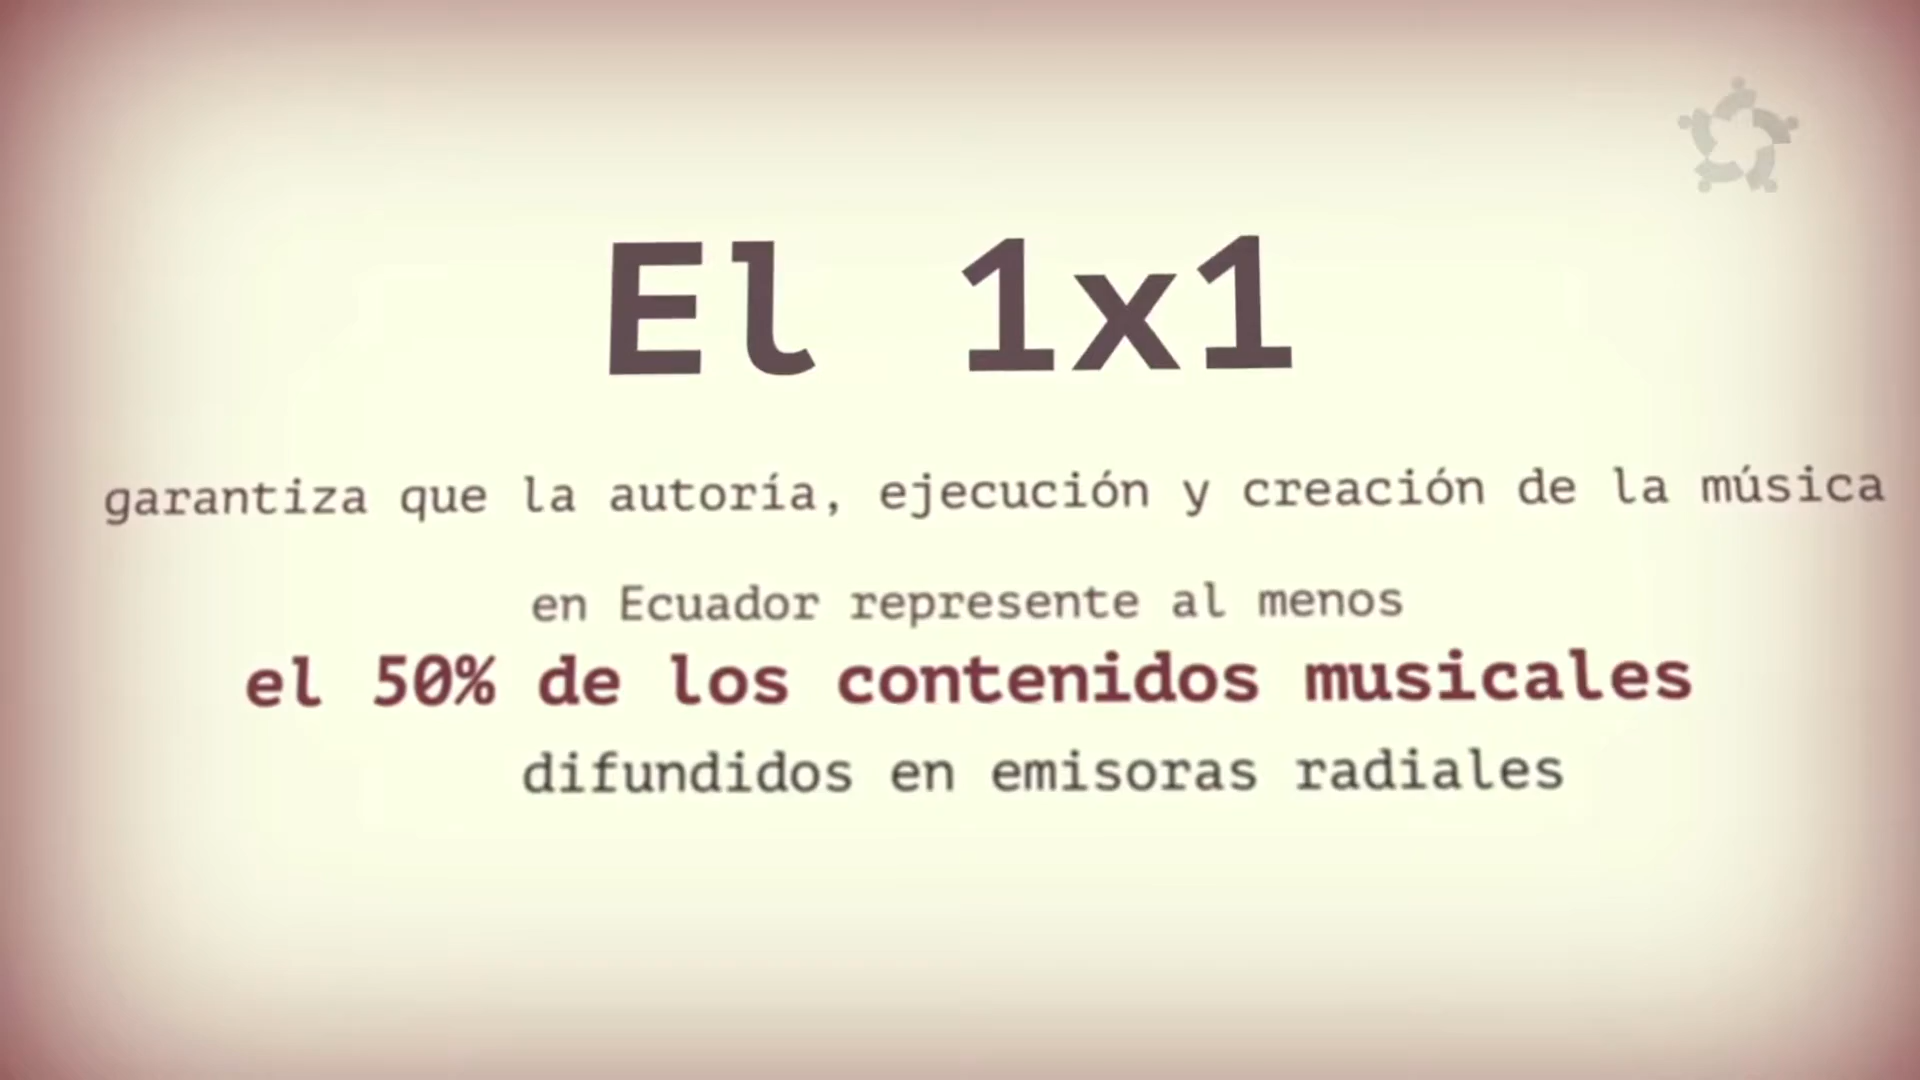 El 1x1
garantiza que la autoría, ejecución y creación de la música
en Ecuador represente al menos
el 50% de los contenidos musicales
difundidos en emisoras radiales